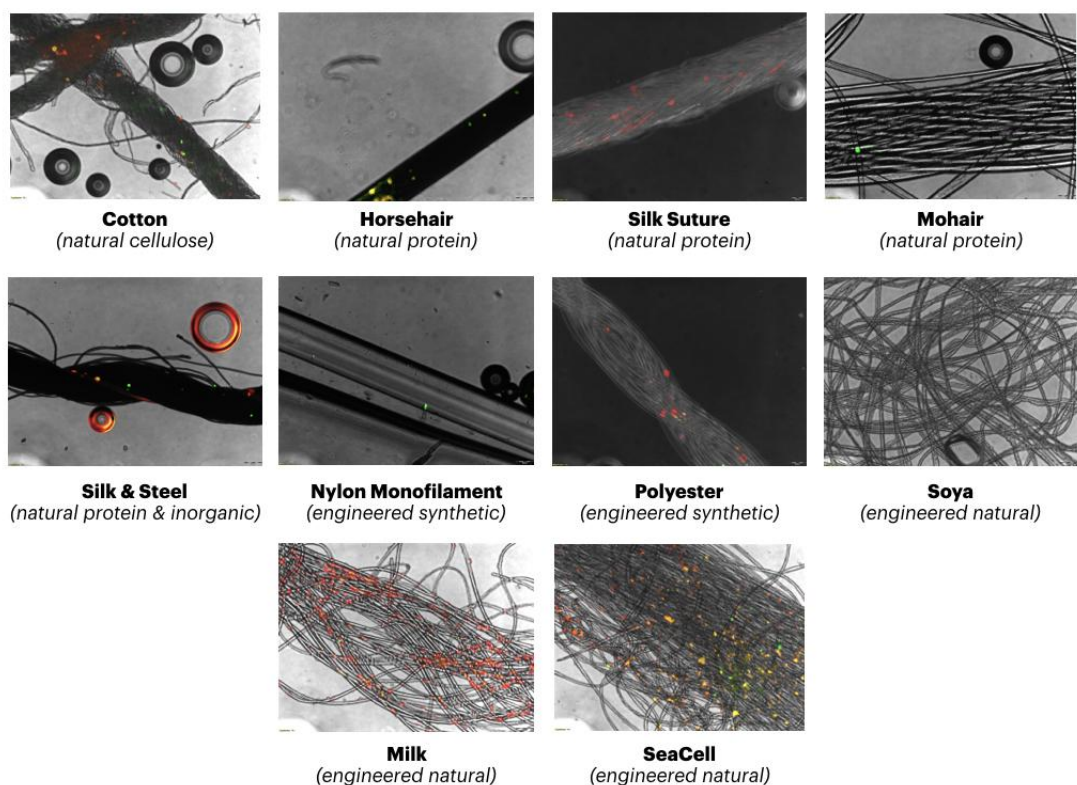 Cotton
(natural cellulose)
Horsehair
(natural protein)
Silk Suture
(natural protein)
Mohair
(natural protein)
Silk & Steel
(natural protein & inorganic)
Nylon Monofilament
(engineered synthetic)
Polyester
(engineered synthetic)
Soya
(engineered natural)
Milk
(engineered natural)
SeaCell
(engineered natural)